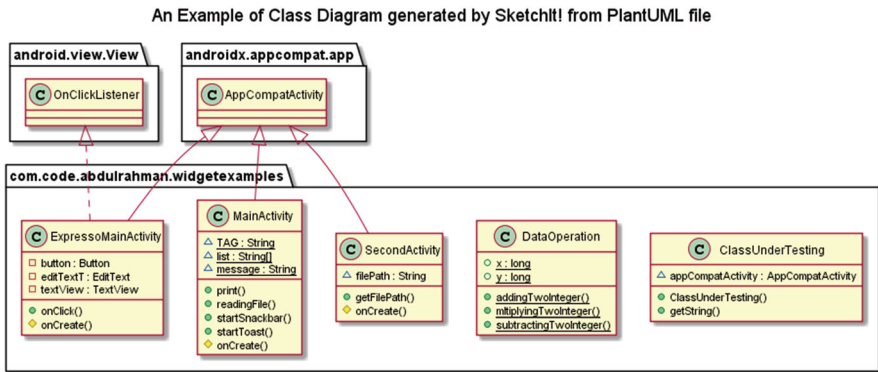 An Example of Class Diagram generated by SketchIt! from PlantUML file
android.view.View
androidx.appcompat.app
C OnClickListener
C AppCompatActivity
com.code.abdulrahman.widgetexamples
C ExpressoMainActivity
button : Button
editTextT : EditText
textView : TextView
onClick()
onCreate()
C MainActivity
TAG : String
list : String[]
message : String
print()
readingFile()
startSnackbar()
startToast()
onCreate()
C SecondActivity
filePath : String
getFilePath()
onCreate()
C DataOperation
x : long
y : long
addingTwoInteger()
mltiplyingTwoInteger()
subtractingTwoInteger()
C ClassUnderTesting
appCompatActivity : AppCompatActivity
ClassUnderTesting()
getString()